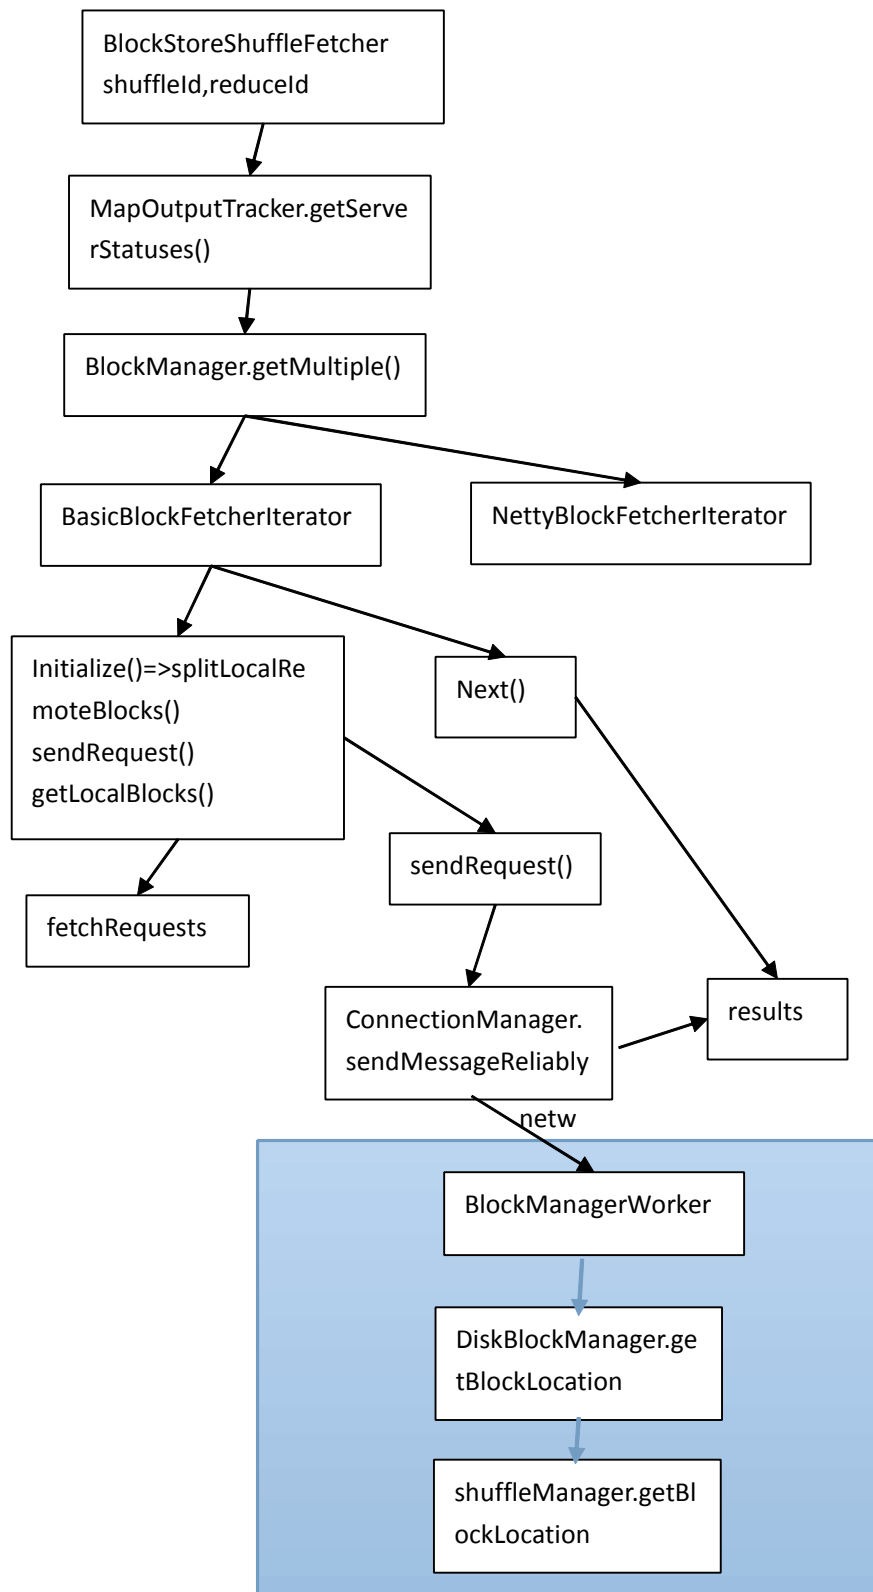 BlockStoreShuffleFetcher
shuffleId,reduceId
MapOutputTracker.getServe
rStatuses()
BlockManager.getMultiple()
BasicBlockFetcherIterator
NettyBlockFetcherIterator
Initialize()=>splitLocalRe
moteBlocks()
sendRequest()
getLocalBlocks()
Next()
sendRequest()
fetchRequests
ConnectionManager.
sendMessageReliably
results
netw
BlockManagerWorker
DiskBlockManager.ge
tBlockLocation
shuffleManager.getBl
ockLocation